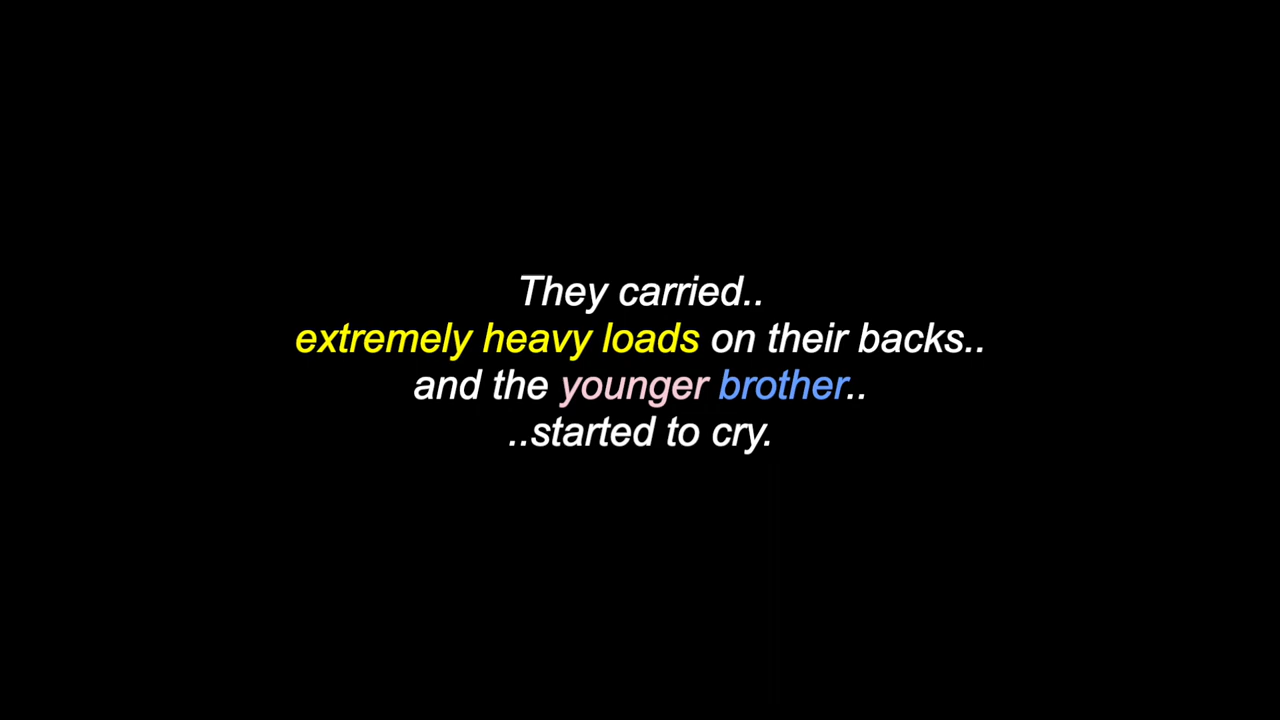 They carried..
extremely heavy loads on their backs..
and the younger brother..
..started to cry.